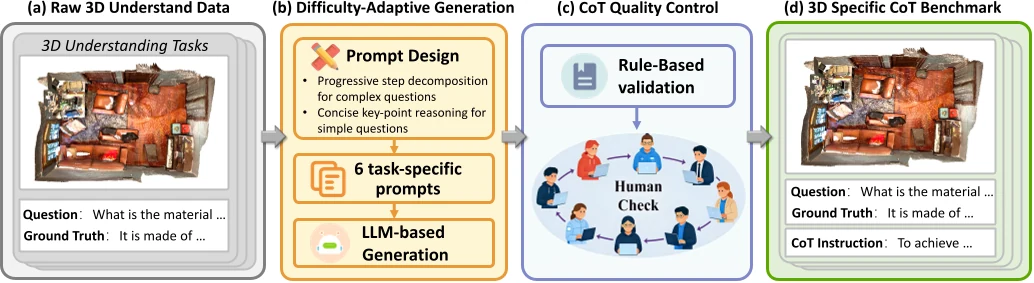 (a) Raw 3D Understand Data
3D Understanding Tasks
Question: What is the material ...
Ground Truth: It is made of ...
(b) Difficulty-Adaptive Generation
Prompt Design
• Progressive step decomposition
for complex questions
• Concise key-point reasoning for
simple questions
6 task-specific
prompts
LLM-based
Generation
(c) CoT Quality Control
Rule-Based
validation
Human
Check
(d) 3D Specific CoT Benchmark
Question: What is the material ...
Ground Truth: It is made of ...
CoT Instruction: To achieve ...